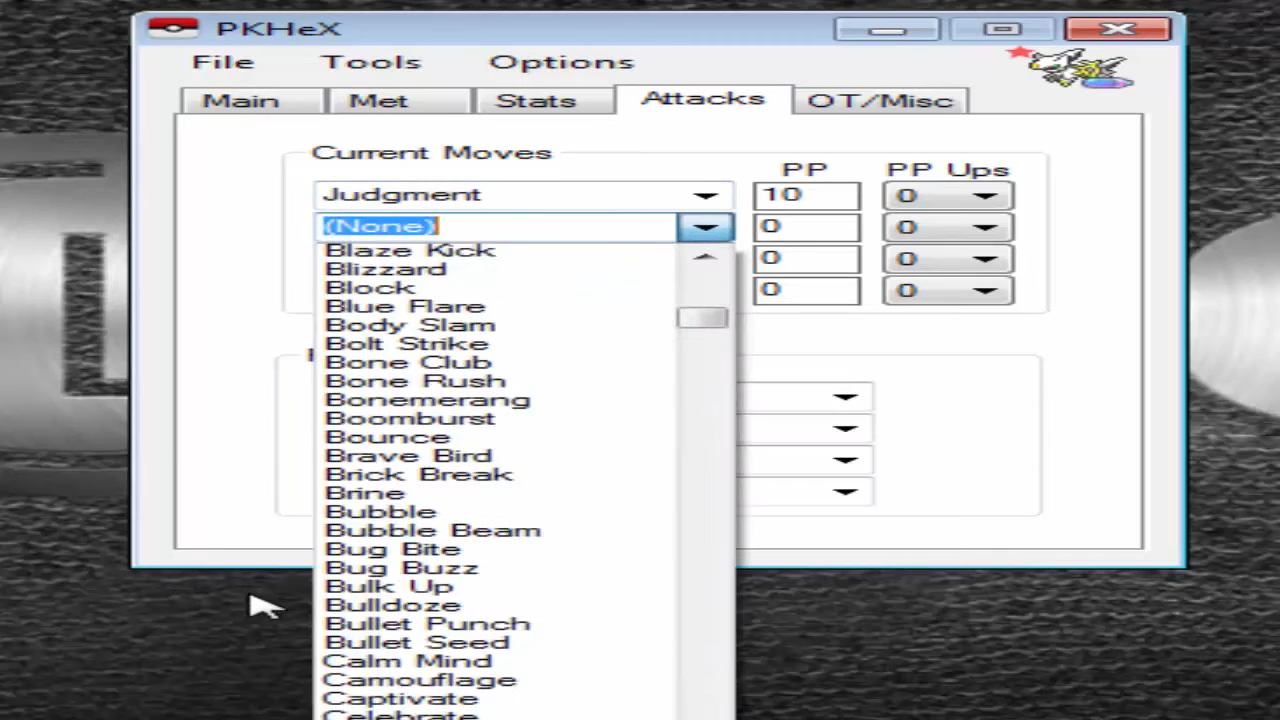 PKHeX
File Tools Options
Main Met Stats Attacks OT/Misc
Current Moves
PP PP Ups
Judgment 10 0
(None) 0 0
0 0
0 0
Blaze Kick
Blizzard
Block
Blue Flare
Body Slam
Bolt Strike
Bone Club
Bone Rush
Bonemerang
Boomburst
Bounce
Brave Bird
Brick Break
Brine
Bubble
Bubble Beam
Bug Bite
Bug Buzz
Bulk Up
Bulldoze
Bullet Punch
Bullet Seed
Calm Mind
Camouflage
Captivate
Celebrate